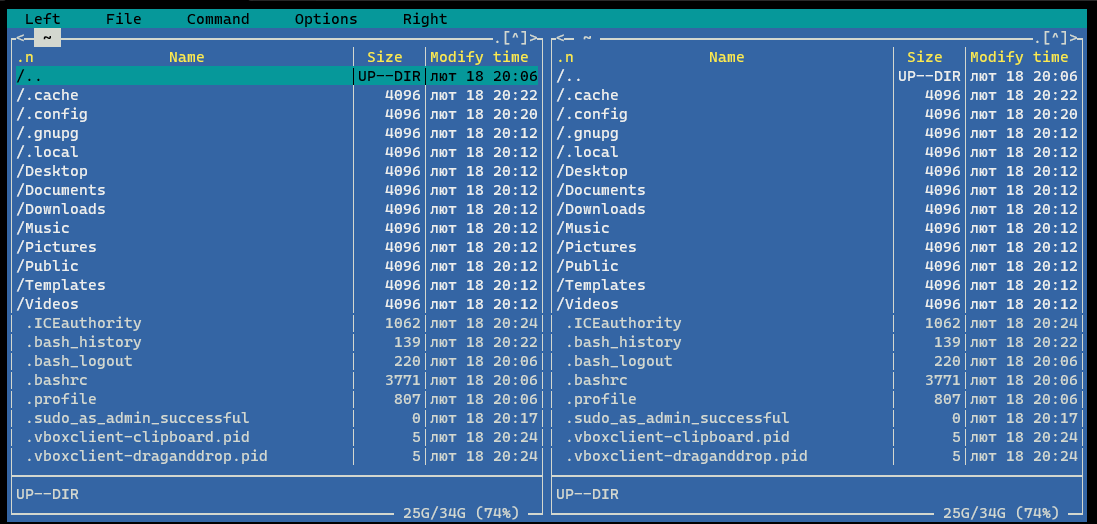 Left File Command Options Right
<─ ~ ─.[^]>
<─ ~ ─.[^]>
.n Name Size Modify time
.n Name Size Modify time
/.. UP--DIR лют 18 20:06
/.. UP--DIR лют 18 20:06
/.cache 4096 лют 18 20:22
/.cache 4096 лют 18 20:22
/.config 4096 лют 18 20:20
/.config 4096 лют 18 20:20
/.gnupg 4096 лют 18 20:12
/.gnupg 4096 лют 18 20:12
/.local 4096 лют 18 20:12
/.local 4096 лют 18 20:12
/Desktop 4096 лют 18 20:12
/Desktop 4096 лют 18 20:12
/Documents 4096 лют 18 20:12
/Documents 4096 лют 18 20:12
/Downloads 4096 лют 18 20:12
/Downloads 4096 лют 18 20:12
/Music 4096 лют 18 20:12
/Music 4096 лют 18 20:12
/Pictures 4096 лют 18 20:12
/Pictures 4096 лют 18 20:12
/Public 4096 лют 18 20:12
/Public 4096 лют 18 20:12
/Templates 4096 лют 18 20:12
/Templates 4096 лют 18 20:12
/Videos 4096 лют 18 20:12
/Videos 4096 лют 18 20:12
.ICEauthority 1062 лют 18 20:24
.ICEauthority 1062 лют 18 20:24
.bash_history 139 лют 18 20:22
.bash_history 139 лют 18 20:22
.bash_logout 220 лют 18 20:06
.bash_logout 220 лют 18 20:06
.bashrc 3771 лют 18 20:06
.bashrc 3771 лют 18 20:06
.profile 807 лют 18 20:06
.profile 807 лют 18 20:06
.sudo_as_admin_successful 0 лют 18 20:17
.sudo_as_admin_successful 0 лют 18 20:17
.vboxclient-clipboard.pid 5 лют 18 20:24
.vboxclient-clipboard.pid 5 лют 18 20:24
.vboxclient-draganddrop.pid 5 лют 18 20:24
.vboxclient-draganddrop.pid 5 лют 18 20:24
UP--DIR
UP--DIR
25G/34G (74%)
25G/34G (74%)